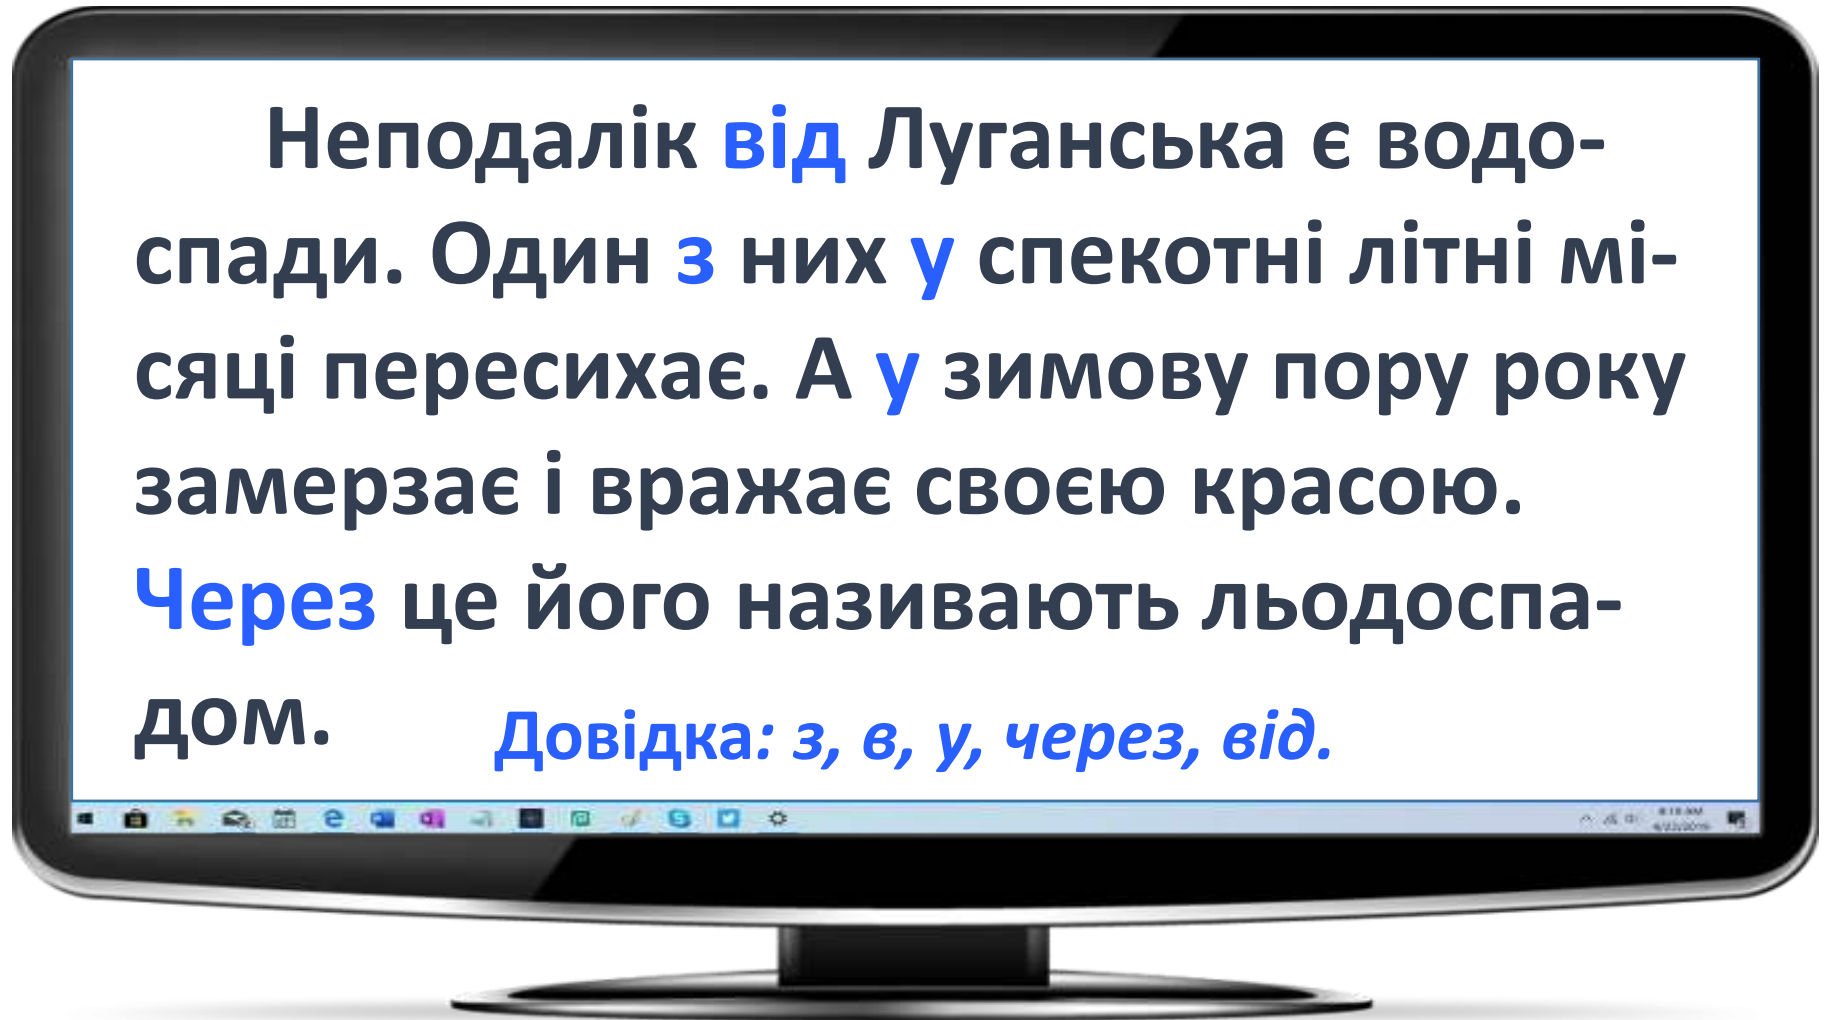 Неподалік від Луганська є водо-
спади. Один з них у спекотні літні мі-
сяці пересихає. А у зимову пору року
замерзає і вражає своєю красою.
Через це його називають льодоспа-
дом.
Довідка: з, в, у, через, від.